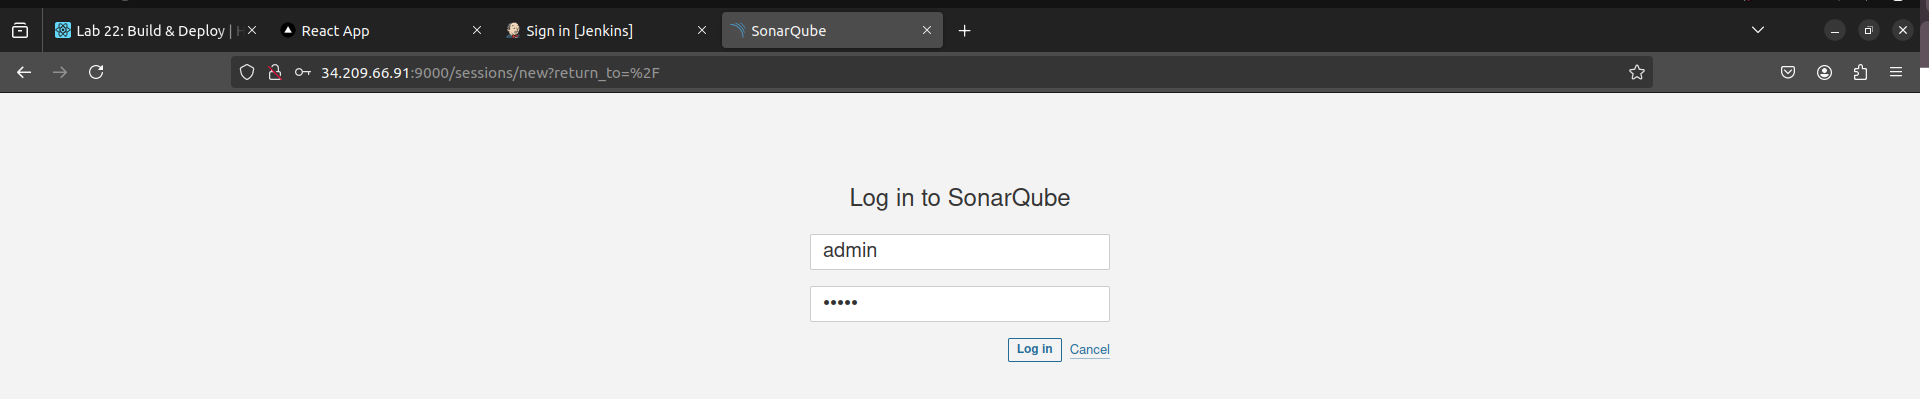 Lab 22: Build & Deploy |
React App
Sign in [Jenkins]
SonarQube
34.209.66.91:9000/sessions/new?return_to=%2F
Log in to SonarQube
admin
•••••
Log in
Cancel